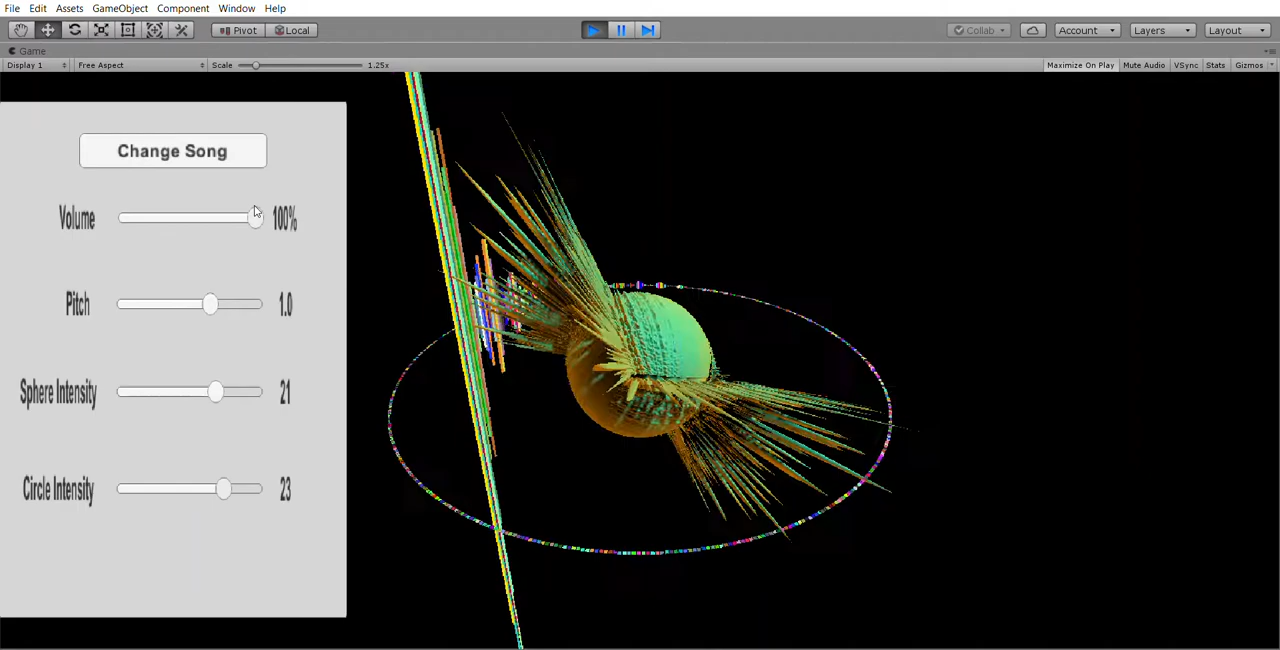 File Edit Assets GameObject Component Window Help
Pivot Local Collab Account Layers Layout
Game
Display 1 Free Aspect Scale 1.25x Maximize On Play Mute Audio VSync Stats Gizmos
Change Song
Volume 100%
Pitch 1.0
Sphere Intensity 21
Circle Intensity 23